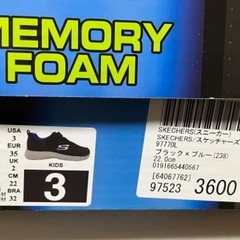 MEMORY
FOAM
USA
3
EUR
35
UK
2
CM
22
BRA
32
S
KIDS
3
SKECHERS(スニーカー)
SKECHERS/スケッチャーズ
97770L
ブラック×ブルー(238)
22.0cm
0191665440567
[64067762]
97523 3600